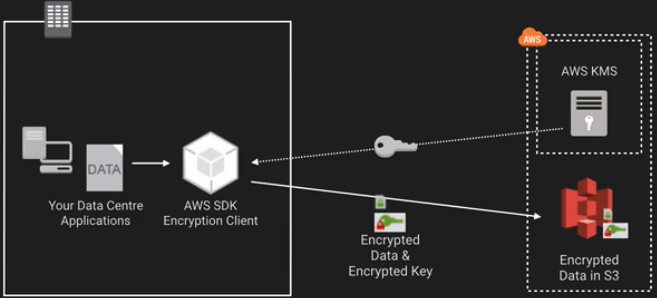 AWS
AWS KMS
DATA
Your Data Centre
Applications
AWS SDK
Encryption Client
Encrypted
Data &
Encrypted Key
Encrypted
Data in S3